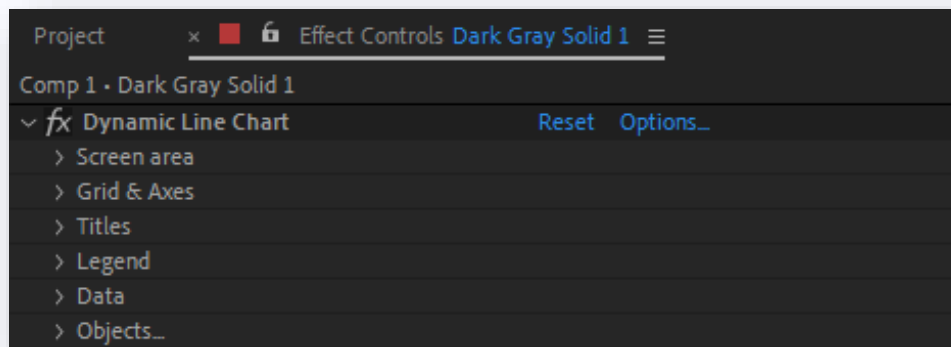 Project × Effect Controls Dark Gray Solid 1 ☰
Comp 1 • Dark Gray Solid 1
fx Dynamic Line Chart Reset Options...
> Screen area
> Grid & Axes
> Titles
> Legend
> Data
> Objects...